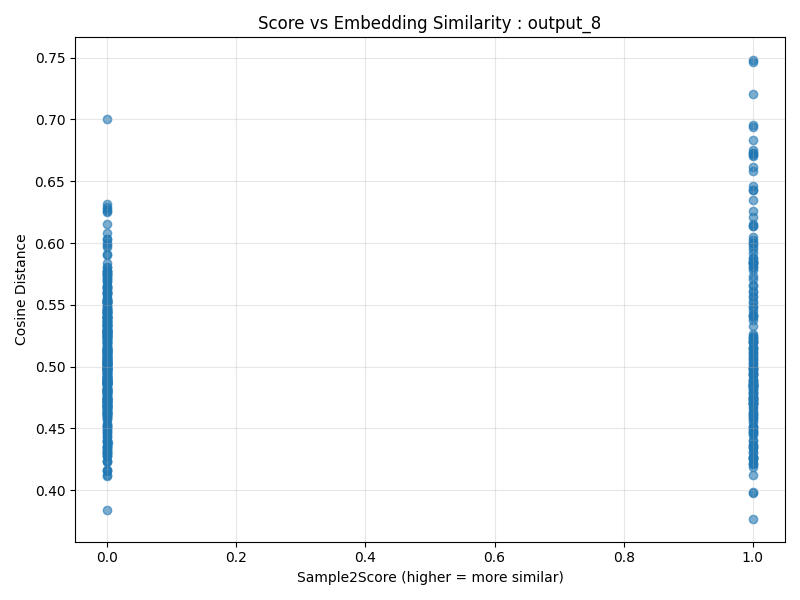 Score vs Embedding Similarity : output_8
Cosine Distance
0.75
0.70
0.65
0.60
0.55
0.50
0.45
0.40
0.0 0.2 0.4 0.6 0.8 1.0
Sample2Score (higher = more similar)